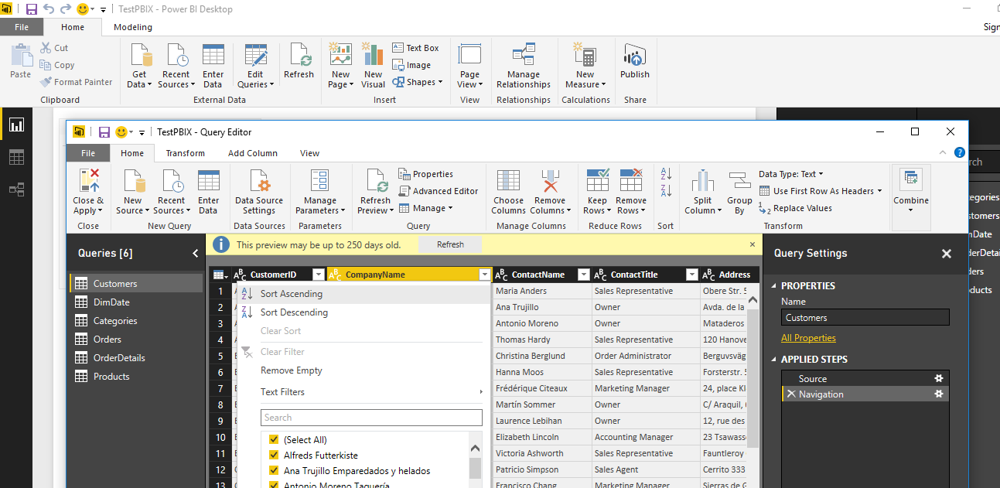 TestPBIX - Power BI Desktop
File Home Modeling
Paste
Cut
Copy
Format Painter
Clipboard
Get Data
Recent Sources
Enter Data
Edit Queries
Refresh
External Data
New Page
New Visual
Text Box
Image
Shapes
Insert
Page View
View
Manage Relationships
Relationships
New Measure
Calculations
Publish
Share
TestPBIX - Query Editor
File Home Transform Add Column View
Close & Apply
Close
New Source
Recent Sources
Enter Data
New Query
Data Source Settings
Data Sources
Manage Parameters
Parameters
Refresh Preview
Properties
Advanced Editor
Manage
Query
Choose Columns
Remove Columns
Manage Columns
Keep Rows
Remove Rows
Reduce Rows
Sort
Split Column
Group By
Data Type: Text
Use First Row As Headers
Replace Values
Transform
Combine
Queries [6]
Customers
DimDate
Categories
Orders
OrderDetails
Products
This preview may be up to 250 days old. Refresh
CustomerID CompanyName ContactName ContactTitle Address
1 Maria Anders Sales Representative Obere Str. 5
2 Ana Trujillo Owner Avda. de la
3 Antonio Moreno Owner Mataderos
4 Thomas Hardy Sales Representative 120 Hanove
5 Christina Berglund Order Administrator Berguvsväg
6 Hanna Moos Sales Representative Forsterstr. 5
7 Frédérique Citeaux Marketing Manager 24, place Kl
8 Martín Sommer Owner C/ Araquil,
9 Laurence Lebihan Owner 12, rue des
10 Elizabeth Lincoln Accounting Manager 23 Tsawass
11 Victoria Ashworth Sales Representative Fauntleroy
12 Patricio Simpson Sales Agent Cerrito 333
13 Francisco Chang Marketing Manager Sierras de G
Sort Ascending
Sort Descending
Clear Sort
Clear Filter
Remove Empty
Text Filters
Search
(Select All)
Alfreds Futterkiste
Ana Trujillo Emparedados y helados
Antonio Moreno Taquería
Query Settings
PROPERTIES
Name
Customers
All Properties
APPLIED STEPS
Source
Navigation